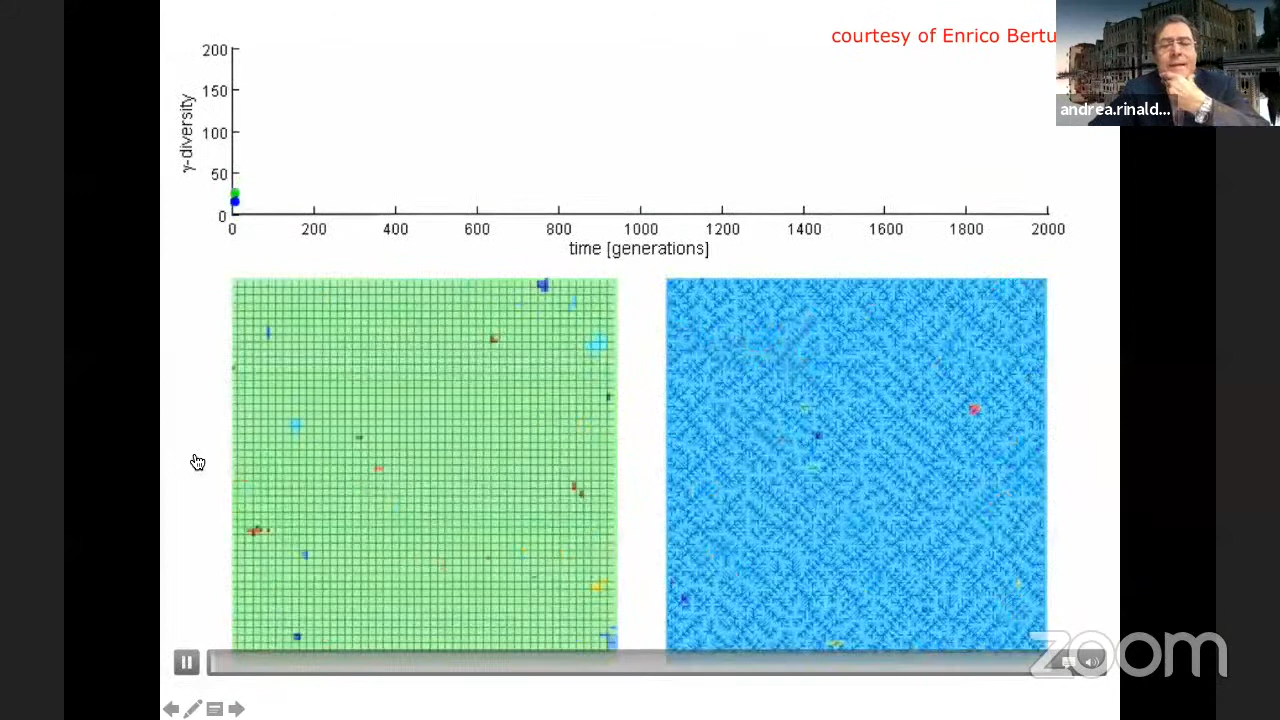 courtesy of Enrico Bertu
andrea.rinald...
200
150
100
50
0
γ-diversity
0 200 400 600 800 1000 1200 1400 1600 1800 2000
time [generations]
zoom